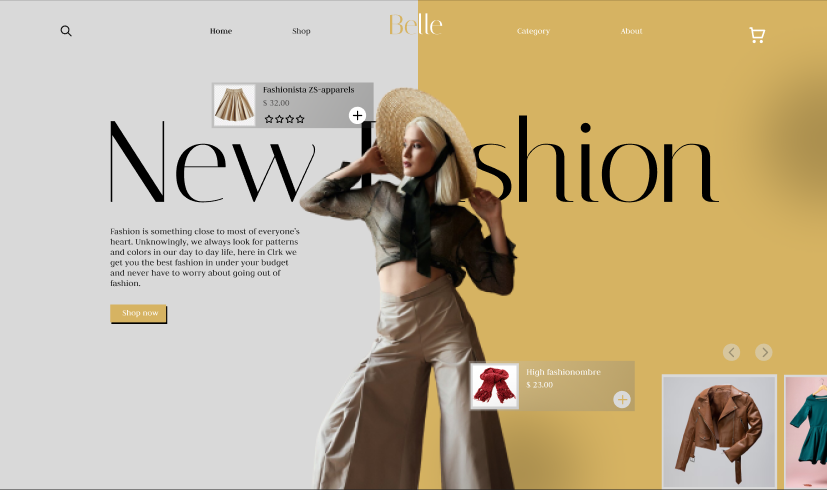 Home
Shop
Belle
Category
About
Fashionista ZS-apparels
$ 32.00
New Fashion
Fashion is something close to most of everyone's
heart. Unknowingly, we always look for patterns
and colors in our day to day life, here in Clrk we
get you the best fashion in under your budget
and never have to worry about going out of
fashion.
Shop now
High fashionombre
$ 23.00